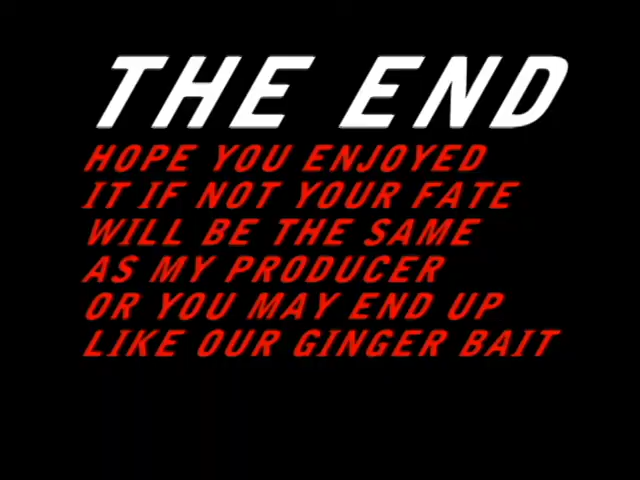 THE END
HOPE YOU ENJOYED
IT IF NOT YOUR FATE
WILL BE THE SAME
AS MY PRODUCER
OR YOU MAY END UP
LIKE OUR GINGER BAIT